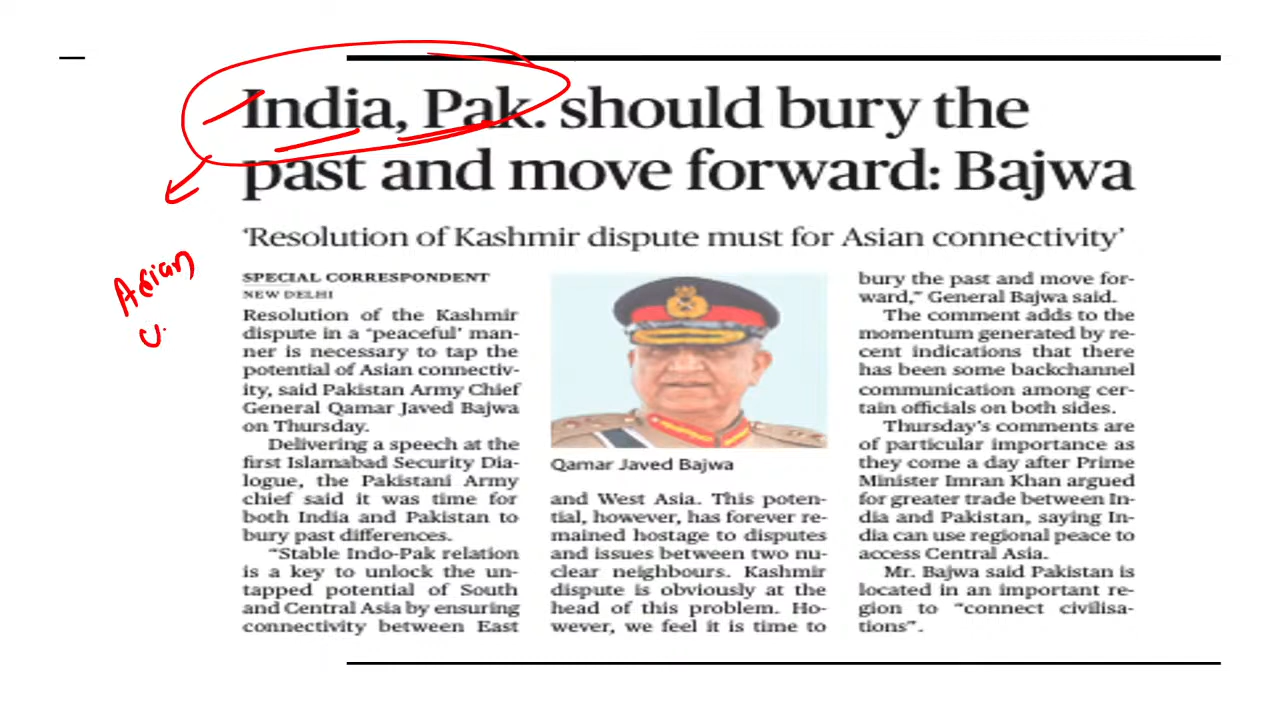 India, Pak. should bury the
past and move forward: Bajwa
'Resolution of Kashmir dispute must for Asian connectivity'
SPECIAL CORRESPONDENT
NEW DELHI
Resolution of the Kashmir
dispute in a 'peaceful' man-
ner is necessary to tap the
potential of Asian connectiv-
ity, said Pakistan Army Chief
General Qamar Javed Bajwa
on Thursday.
Delivering a speech at the
first Islamabad Security Dia-
logue, the Pakistani Army
chief said it was time for
both India and Pakistan to
bury past differences.
"Stable Indo-Pak relation
is a key to unlock the un-
tapped potential of South
and Central Asia by ensuring
connectivity between East
Qamar Javed Bajwa
and West Asia. This poten-
tial, however, has forever re-
mained hostage to disputes
and issues between two nu-
clear neighbours. Kashmir
dispute is obviously at the
head of this problem. Ho-
wever, we feel it is time to
bury the past and move for-
ward," General Bajwa said.
The comment adds to the
momentum generated by re-
cent indications that there
has been some backchannel
communication among cer-
tain officials on both sides.
Thursday's comments are
of particular importance as
they come a day after Prime
Minister Imran Khan argued
for greater trade between In-
dia and Pakistan, saying In-
dia can use regional peace to
access Central Asia.
Mr. Bajwa said Pakistan is
located in an important re-
gion to "connect civilisa-
tions".
Asian
C.